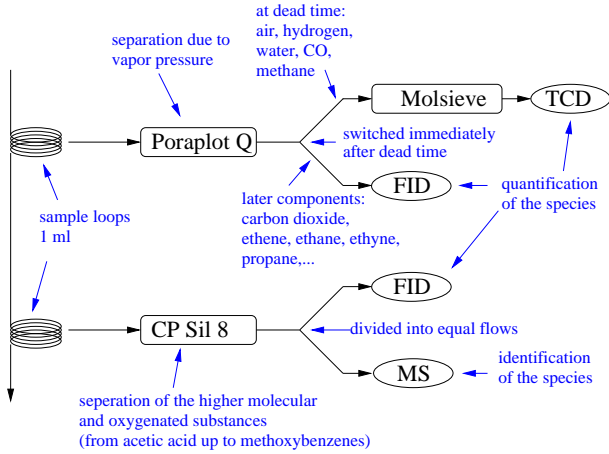 at dead time:
air, hydrogen,
water, CO,
methane
separation due to
vapor pressure
Molsieve
TCD
Poraplot Q
switched immediately
after dead time
FID
later components:
carbon dioxide,
ethene, ethane, ethyne,
propane,...
quantification
of the species
sample loops
1 ml
FID
CP Sil 8
divided into equal flows
MS
identification
of the species
seperation of the higher molecular
and oxygenated substances
(from acetic acid up to methoxybenzenes)